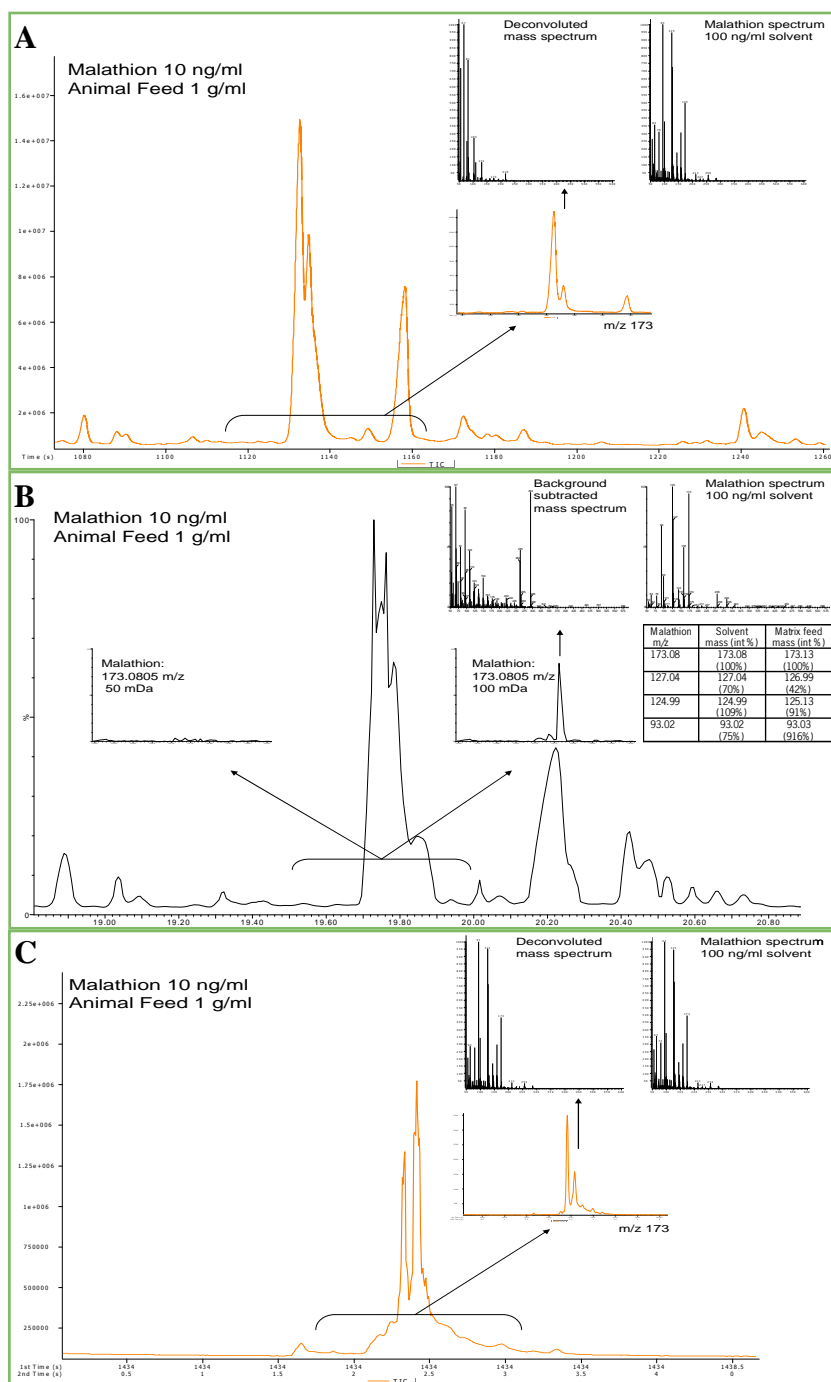 A
Malathion 10 ng/ml
Animal Feed 1 g/ml
Deconvoluted
mass spectrum
Malathion spectrum
100 ng/ml solvent
m/z 173
1.6e+007
1.4e+007
1.2e+007
1e+007
8e+006
6e+006
4e+006
2e+006
Time (s)
1080
1100
1120
1140
1160
1180
1200
1220
1240
1260
TIC
B
Malathion 10 ng/ml
Animal Feed 1 g/ml
Background
subtracted
mass spectrum
Malathion spectrum
100 ng/ml solvent
100
%
0
Malathion:
173.0805 m/z
50 mDa
Malathion:
173.0805 m/z
100 mDa
Malathion m/z Solvent mass (int%) Matrix feed mass (int%)
173.08 173.08 (100%) 173.13 (100%)
127.04 127.04 (70%) 126.99 (42%)
124.99 124.99 (109%) 125.13 (91%)
93.02 93.02 (75%) 93.03 (916%)
19.00
19.20
19.40
19.60
19.80
20.00
20.20
20.40
20.60
20.80
C
Malathion 10 ng/ml
Animal Feed 1 g/ml
Deconvoluted
mass spectrum
Malathion spectrum
100 ng/ml solvent
m/z 173
2.25e+006
2e+006
1.75e+006
1.5e+006
1.25e+006
1e+006
750000
500000
250000
1st Time (s) 1434 1434 1434 1434 1434 1434 1434 1434 1438.5
2nd Time (s) 0.5 1 1.5 2 2.5 3 3.5 4 0
TIC